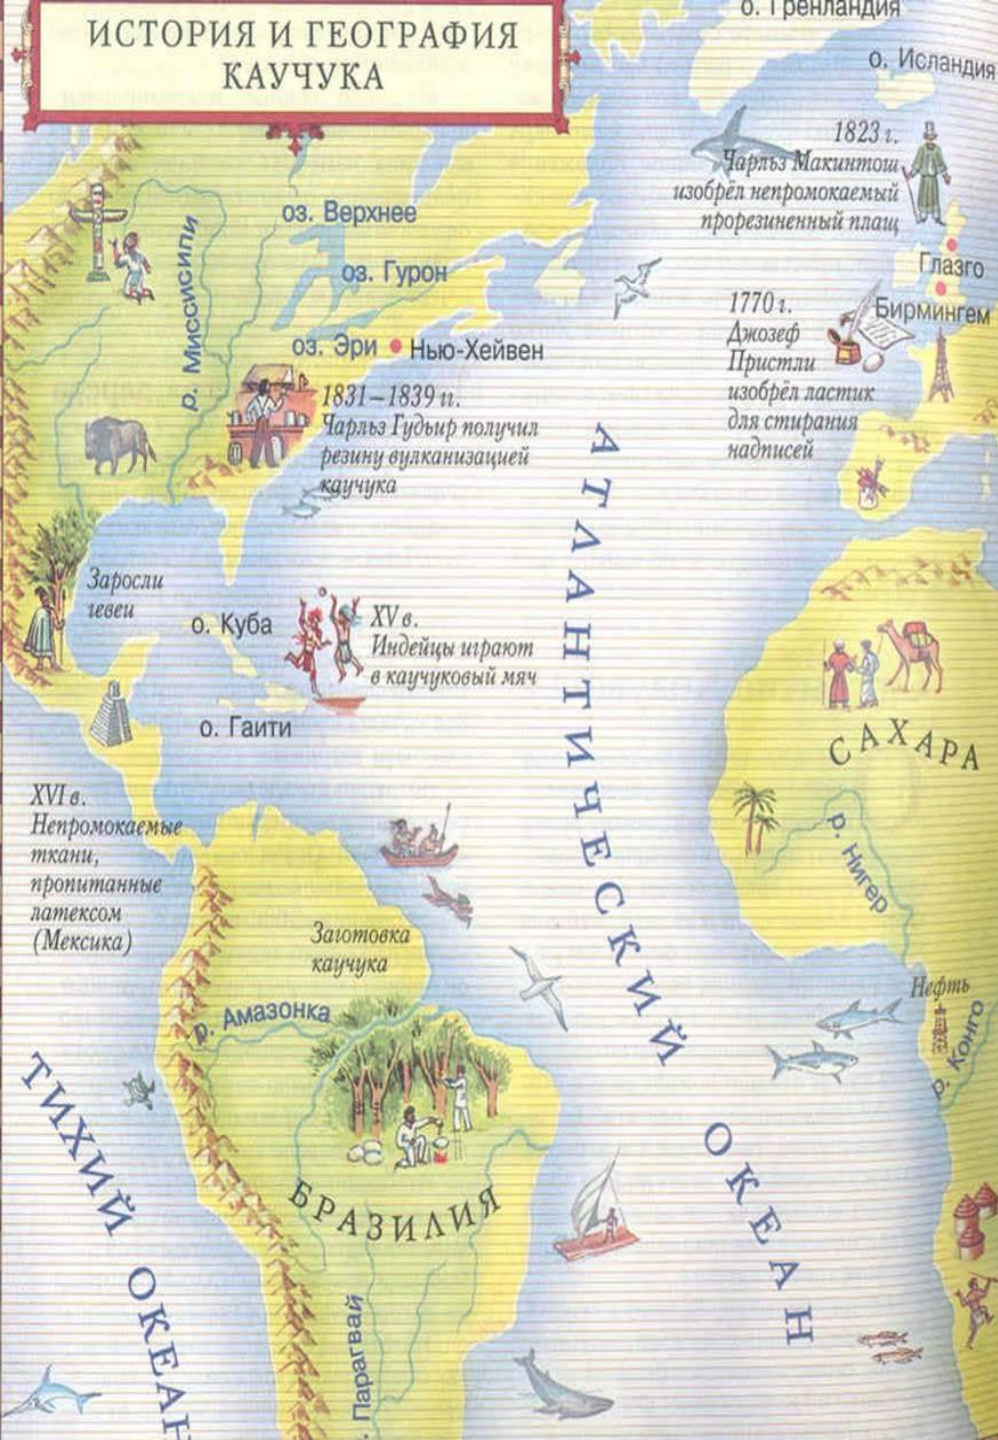 ИСТОРИЯ И ГЕОГРАФИЯ
КАУЧУКА
о. Гренландия
о. Исландия
1823 г.
Чарльз Макинтош
изобрёл непромокаемый
прорезиненный плащ
оз. Верхнее
оз. Гурон
р. Миссисипи
Глазго
Бирмингем
1770 г.
Джозеф
Пристли
изобрёл ластик
для стирания
надписей
оз. Эри
Нью-Хейвен
1831–1839 гг.
Чарльз Гудьир получил
резину вулканизацией
каучука
АТЛАНТИЧЕСКИЙ
ОКЕАН
Заросли
гевеи
о. Куба
XV в.
Индейцы играют
в каучуковый мяч
о. Гаити
САХАРА
XVI в.
Непромокаемые
ткани,
пропитанные
латексом
(Мексика)
р. Нигер
Заготовка
каучука
р. Амазонка
Нефть
р. Конго
ТИХИЙ
ОКЕАН
БРАЗИЛИЯ
. Парагвай